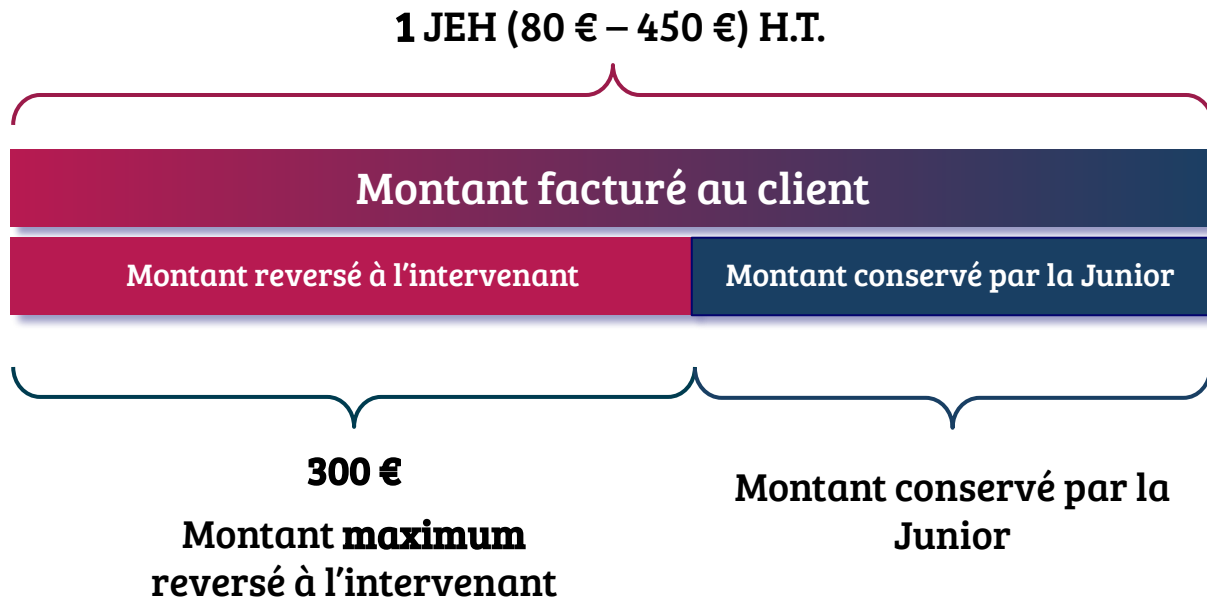 1 JEH (80 € – 450 €) H.T.
Montant facturé au client
Montant reversé à l’intervenant
Montant conservé par la Junior
300 €
Montant maximum
reversé à l’intervenant
Montant conservé par la
Junior